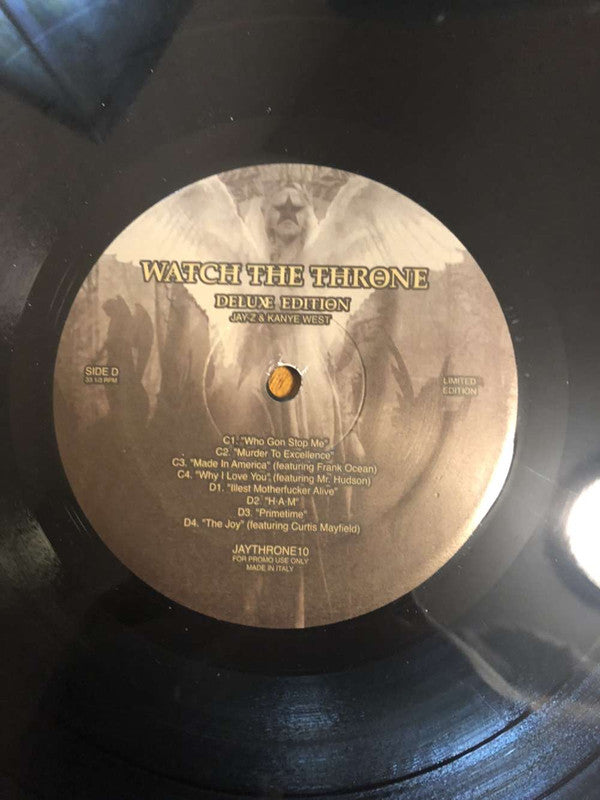 WATCH THE THRONE
DELUXE EDITION
JAY-Z & KANYE WEST
SIDE D
33 1/3 RPM
LIMITED
EDITION
C1. "Who Gon Stop Me"
C2. "Murder To Excellence"
C3. "Made In America" (featuring Frank Ocean)
C4. "Why I Love You" (featuring Mr. Hudson)
D1. "Illest Motherfucker Alive"
D2. "H·A·M"
D3. "Primetime"
D4. "The Joy" (featuring Curtis Mayfield)
JAYTHRONE10
FOR PROMO USE ONLY
MADE IN ITALY